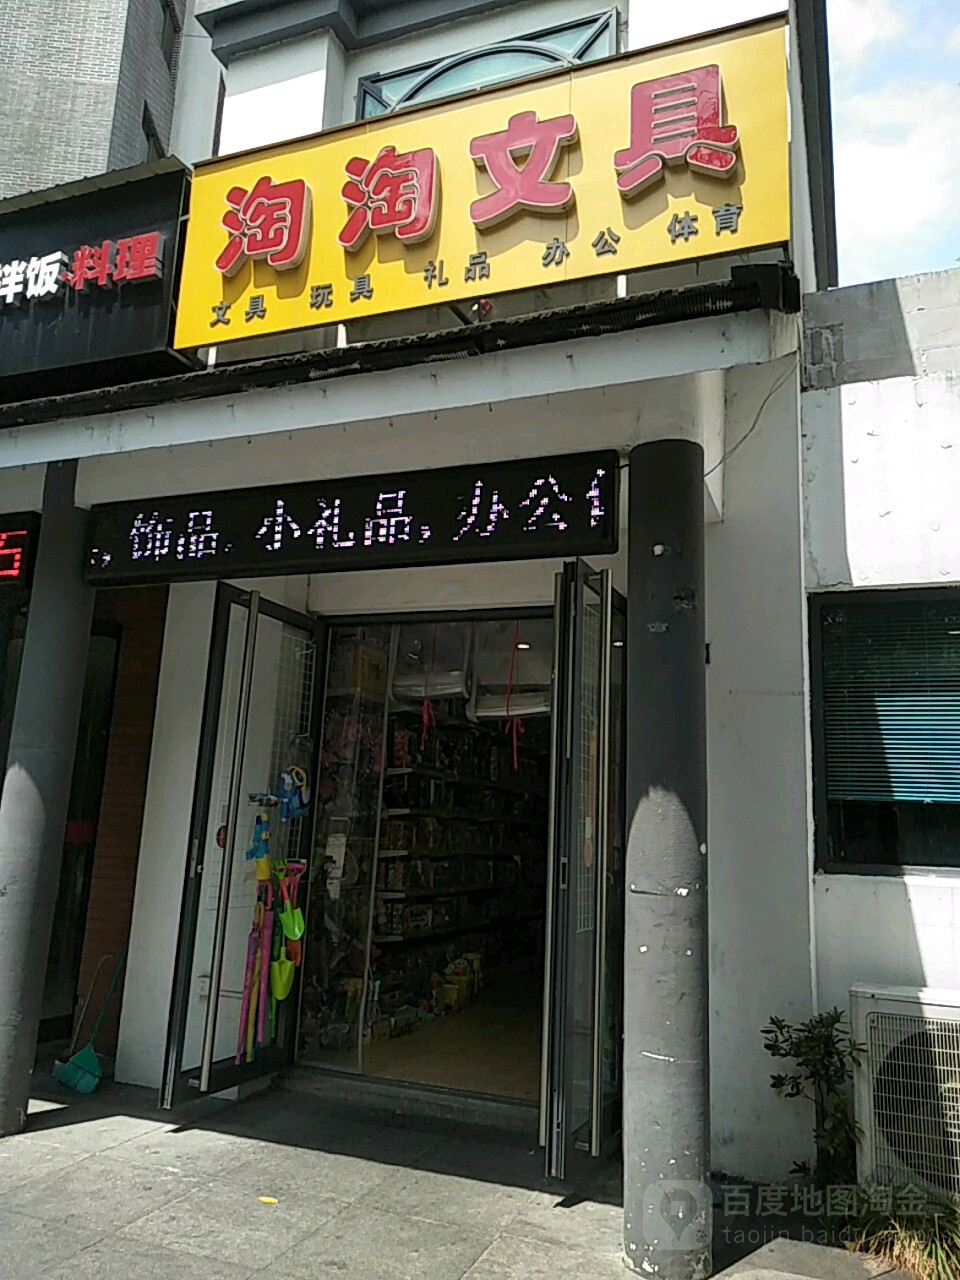 淘淘文具
文具 玩具 礼品 办公 体育
拌饭·料理
，饰品．小礼品，办公
百度地图淘金
taojin.baidu.com